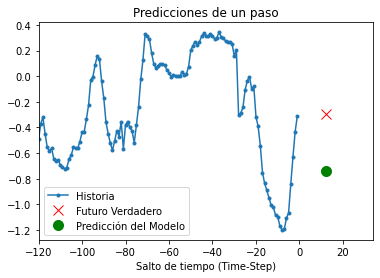 Predicciones de un paso
0.4
0.2
0.0
−0.2
−0.4
−0.6
−0.8
−1.0
−1.2
Historia
Futuro Verdadero
Predicción del Modelo
−120 −100 −80 −60 −40 −20 0 20
Salto de tiempo (Time-Step)